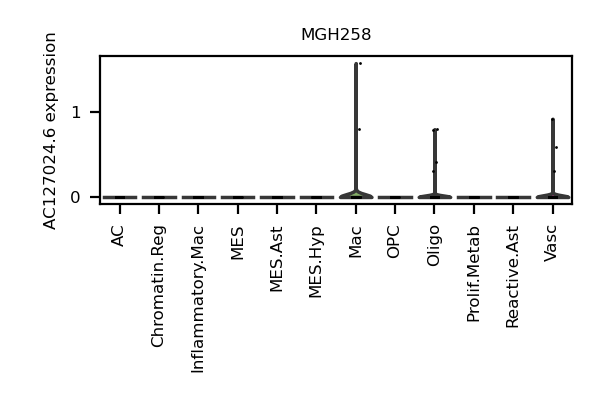 MGH258
AC127024.6 expression
1
0
AC
Chromatin.Reg
Inflammatory.Mac
MES
MES.Ast
MES.Hyp
Mac
OPC
Oligo
Prolif.Metab
Reactive.Ast
Vasc